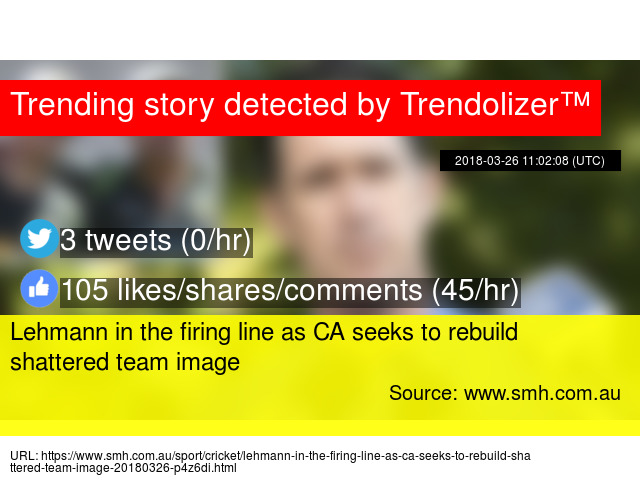 Trending story detected by Trendolizer™
2018-03-26 11:02:08 (UTC)
3 tweets (0/hr)
105 likes/shares/comments (45/hr)
Lehmann in the firing line as CA seeks to rebuild
shattered team image
Source: www.smh.com.au
URL: https://www.smh.com.au/sport/cricket/lehmann-in-the-firing-line-as-ca-seeks-to-rebuild-sha
ttered-team-image-20180326-p4z6di.html